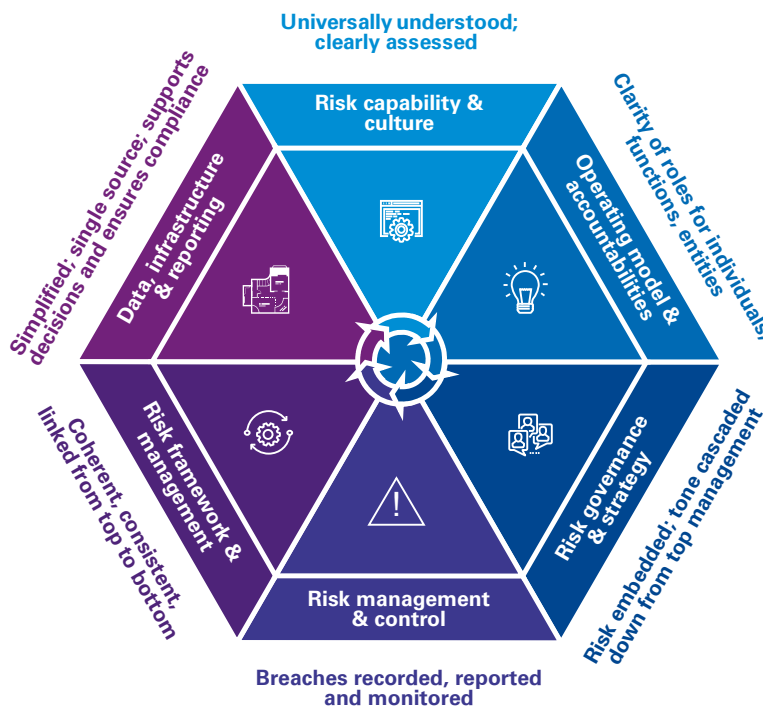 Universally understood;
clearly assessed
Risk capability &
culture
Clarity of roles for individuals,
functions, entities
Operating model &
accountabilities
Risk embedded; tone cascaded
down from top management
Risk governance
& strategy
Risk management
& control
Breaches recorded, reported
and monitored
Risk framework &
management
Coherent, consistent,
linked from top to bottom
Data, infrastructure
& reporting
Simplified; single source; supports
decisions and ensures compliance